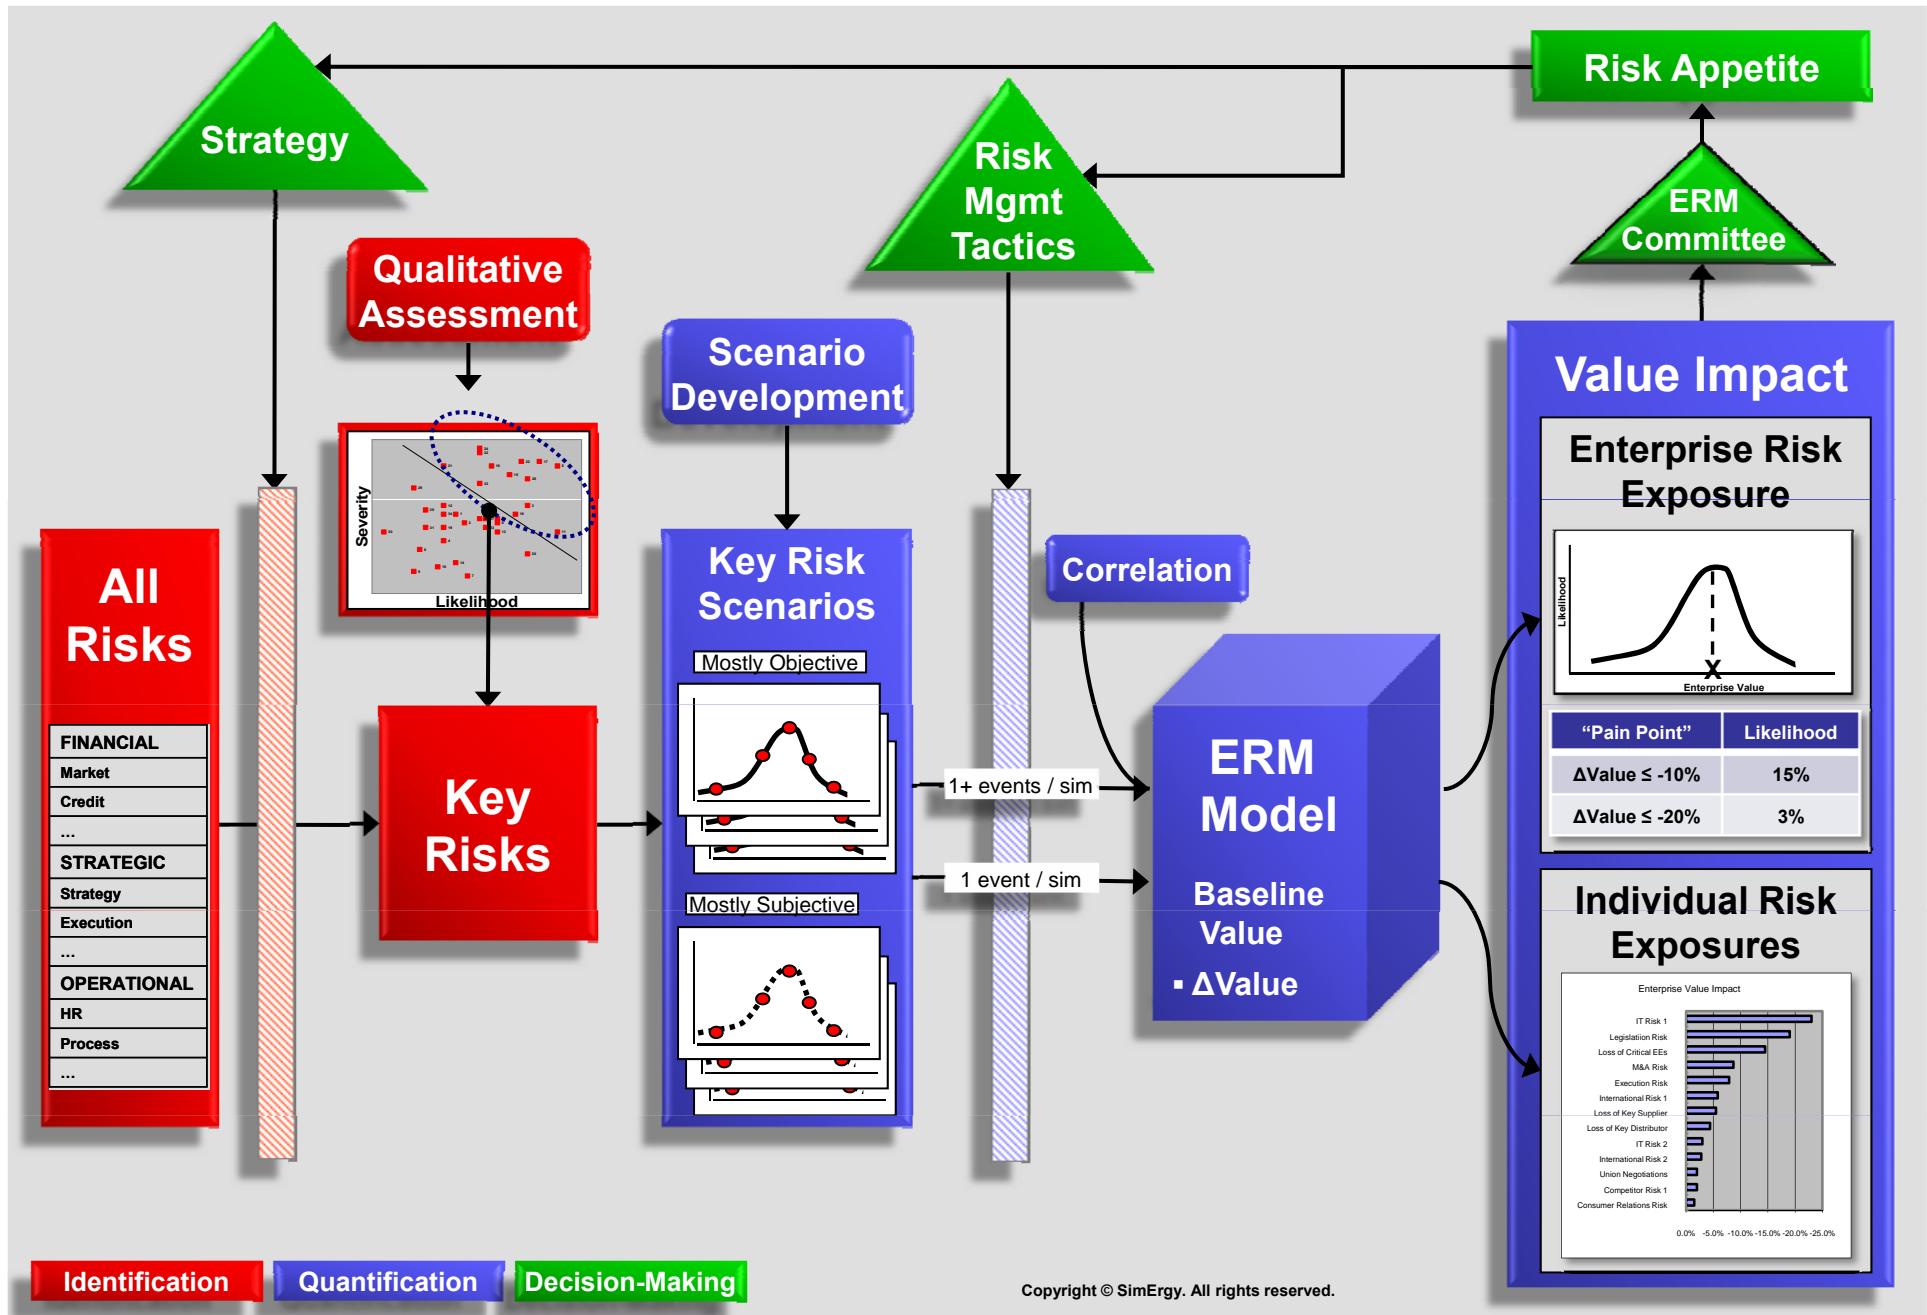 Strategy
Risk Appetite
Risk
Mgmt
Tactics
ERM
Committee
Qualitative
Assessment
Scenario
Development
Value Impact
Severity
Likelihood
Enterprise Risk
Exposure
Likelihood
X
Enterprise Value
“Pain Point” Likelihood
ΔValue ≤ -10% 15%
ΔValue ≤ -20% 3%
All
Risks
FINANCIAL
Market
Credit
...
STRATEGIC
Strategy
Execution
...
OPERATIONAL
HR
Process
...
Key
Risks
Key Risk
Scenarios
Mostly Objective
Mostly Subjective
Correlation
1+ events / sim
1 event / sim
ERM
Model
Baseline
Value
▪ ΔValue
Individual Risk
Exposures
Enterprise Value Impact
IT Risk 1
Legislatiion Risk
Loss of Critical EEs
M&A Risk
Execution Risk
International Risk 1
Loss of Key Supplier
Loss of Key Distributor
IT Risk 2
International Risk 2
Union Negotiations
Competitor Risk 1
Consumer Relations Risk
0.0% -5.0% -10.0% -15.0% -20.0% -25.0%
Identification
Quantification
Decision-Making
Copyright © SimErgy. All rights reserved.